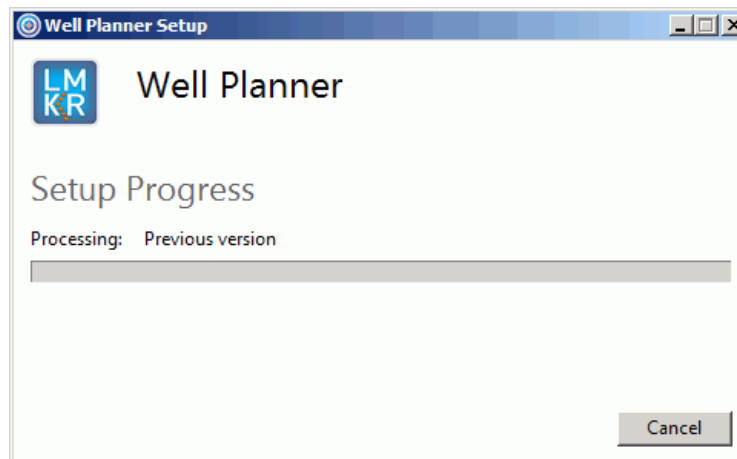 Well Planner Setup
LM
KR
Well Planner
Setup Progress
Processing: Previous version
Cancel